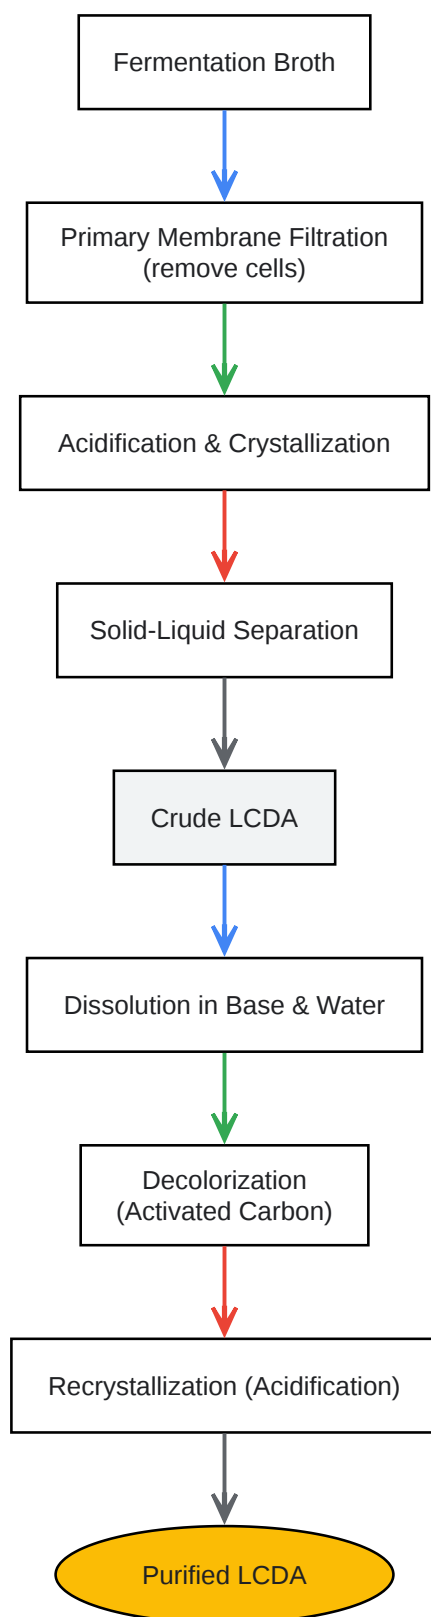 Fermentation Broth
Primary Membrane Filtration
(remove cells)
Acidification & Crystallization
Solid-Liquid Separation
Crude LCDA
Dissolution in Base & Water
Decolorization
(Activated Carbon)
Recrystallization (Acidification)
Purified LCDA